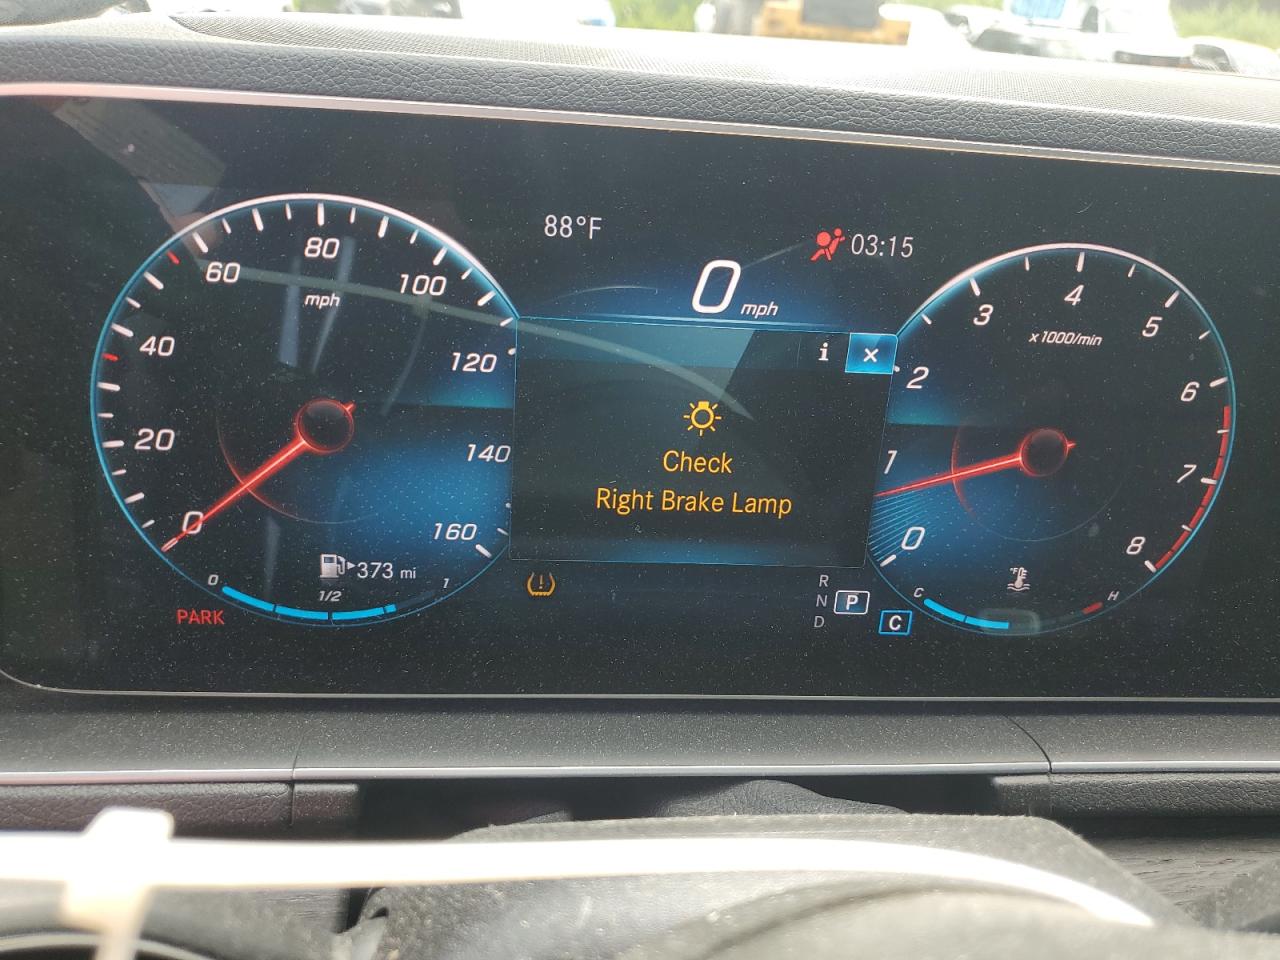 88°F
03:15
0 mph
i ×
Check
Right Brake Lamp
0
20
40
60
80
100
120
140
160
mph
373 mi
0 1/2 1
PARK
R
N
P
D
C
0
1
2
3
4
5
6
7
8
x1000/min
°F
C H